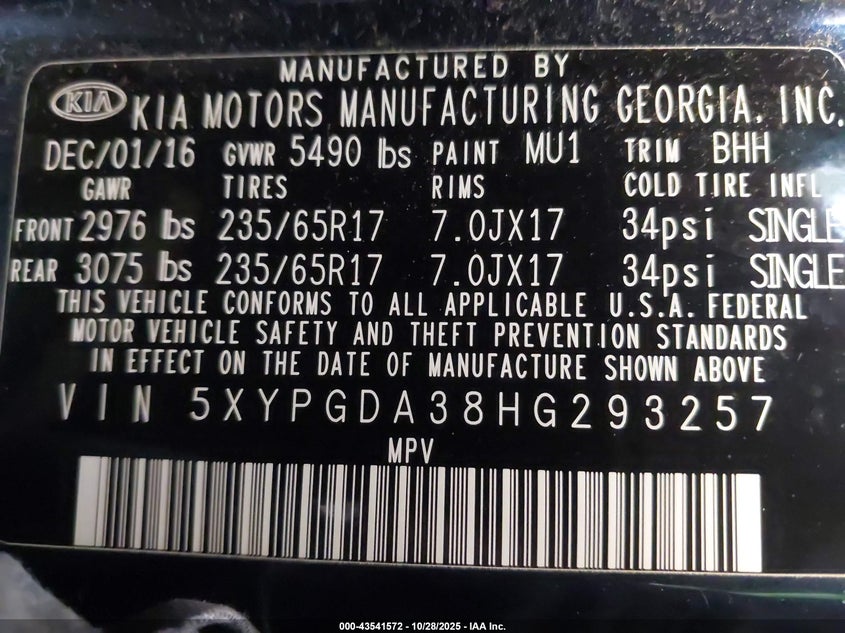 MANUFACTURED BY
KIA KIA MOTORS MANUFACTURING GEORGIA, INC.
DEC/01/16 GVWR 5490 lbs PAINT MU1 TRIM BHH
GAWR TIRES RIMS COLD TIRE INFL
FRONT 2976 lbs 235/65R17 7.0JX17 34psi SINGLE
REAR 3075 lbs 235/65R17 7.0JX17 34psi SINGLE
THIS VEHICLE CONFORMS TO ALL APPLICABLE U.S.A. FEDERAL
MOTOR VEHICLE SAFETY AND THEFT PREVENTION STANDARDS
IN EFFECT ON THE DATE OF MANUFACTURE SHOWN ABOVE
VIN 5XYPGDA38HG293257
MPV
000-43541572 | 10/28/2025 - IAA Inc.